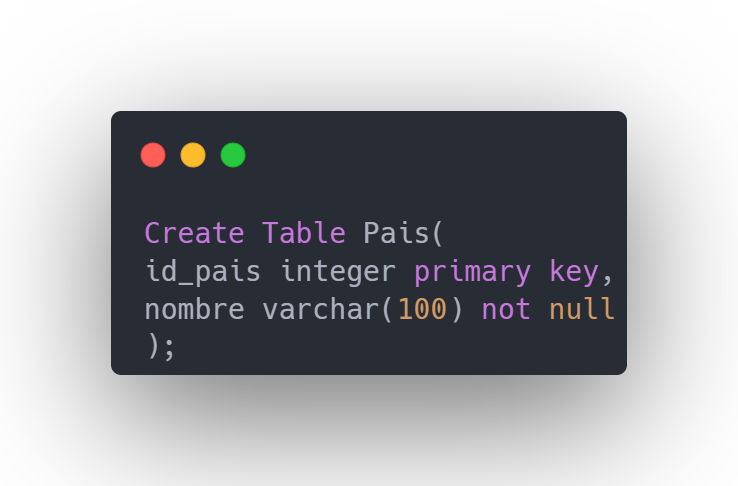 Create Table Pais(
id_pais integer primary key,
nombre varchar(100) not null
);